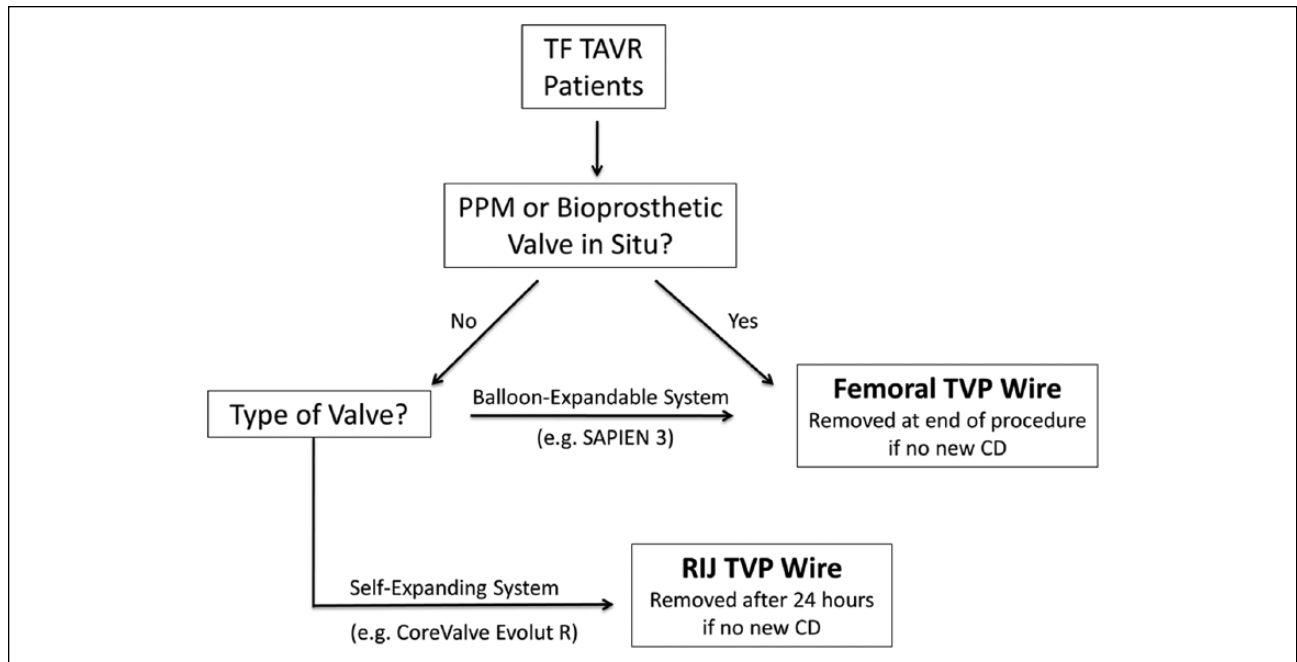 TF TAVR
Patients
PPM or Bioprosthetic
Valve in Situ?
No
Yes
Type of Valve?
Balloon-Expandable System
(e.g. SAPIEN 3)
Femoral TVP Wire
Removed at end of procedure
if no new CD
Self-Expanding System
(e.g. CoreValve Evolut R)
RIJ TVP Wire
Removed after 24 hours
if no new CD